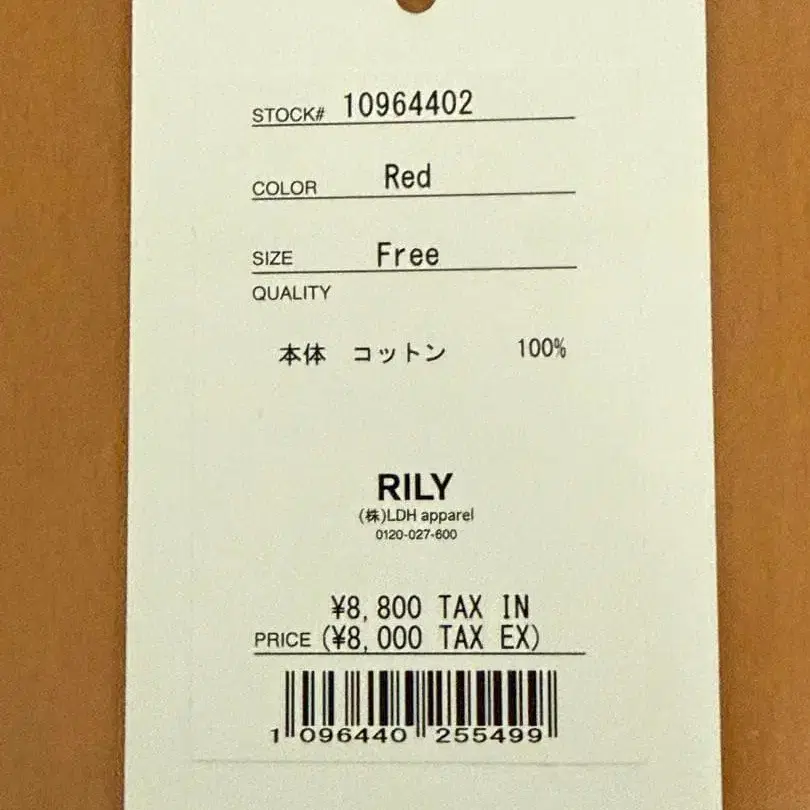 STOCK# 10964402
COLOR Red
SIZE Free
QUALITY
本体 コットン 100%
RILY
(株)LDH apparel
0120-027-600
¥8,800 TAX IN
PRICE (¥8,000 TAX EX)
1 096440 255499